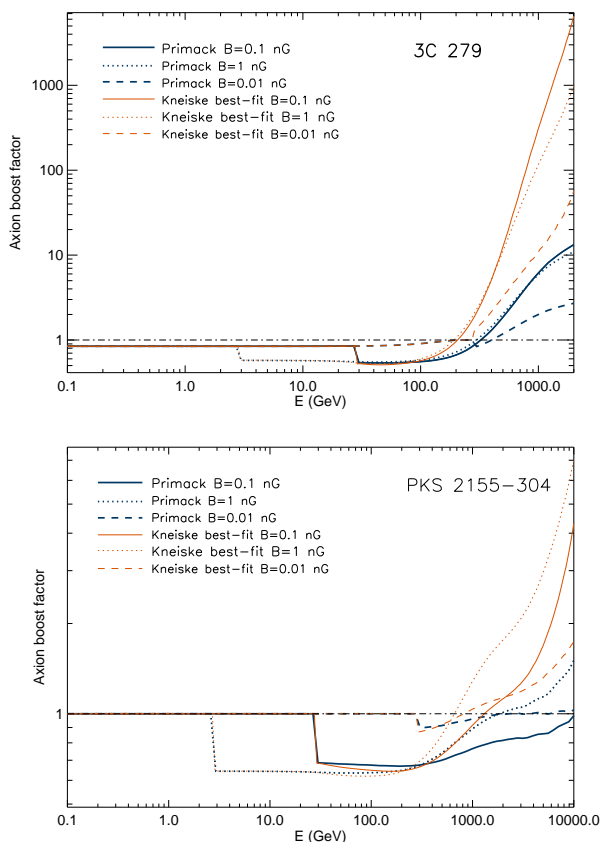 3C 279
Primack B=0.1 nG
Primack B=1 nG
Primack B=0.01 nG
Kneiske best-fit B=0.1 nG
Kneiske best-fit B=1 nG
Kneiske best-fit B=0.01 nG
Axion boost factor
1000
100
10
1
0.1
1.0
10.0
100.0
1000.0
E (GeV)
PKS 2155-304
Primack B=0.1 nG
Primack B=1 nG
Primack B=0.01 nG
Kneiske best-fit B=0.1 nG
Kneiske best-fit B=1 nG
Kneiske best-fit B=0.01 nG
Axion boost factor
1
0.1
1.0
10.0
100.0
1000.0
10000.0
E (GeV)